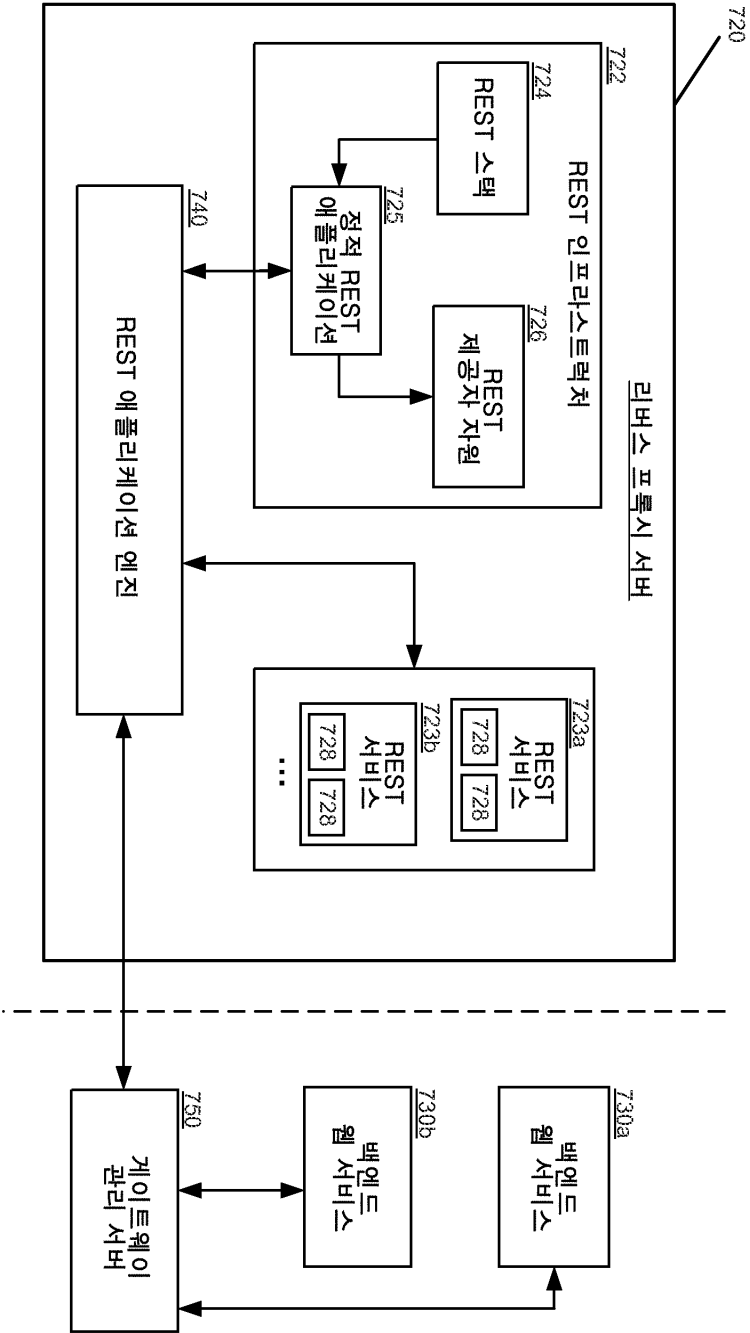 720
리버스 프록시 서버
722
REST 인프라스트럭처
724
REST 스택
726
REST
제공자 자원
725
정적 REST
애플리케이션
723a
REST
서비스
728
728
723b
REST
서비스
728
728
...
740
REST 애플리케이션 엔진
730a
백엔드
웹 서비스
730b
백엔드
웹 서비스
750
게이트웨이
관리 서버